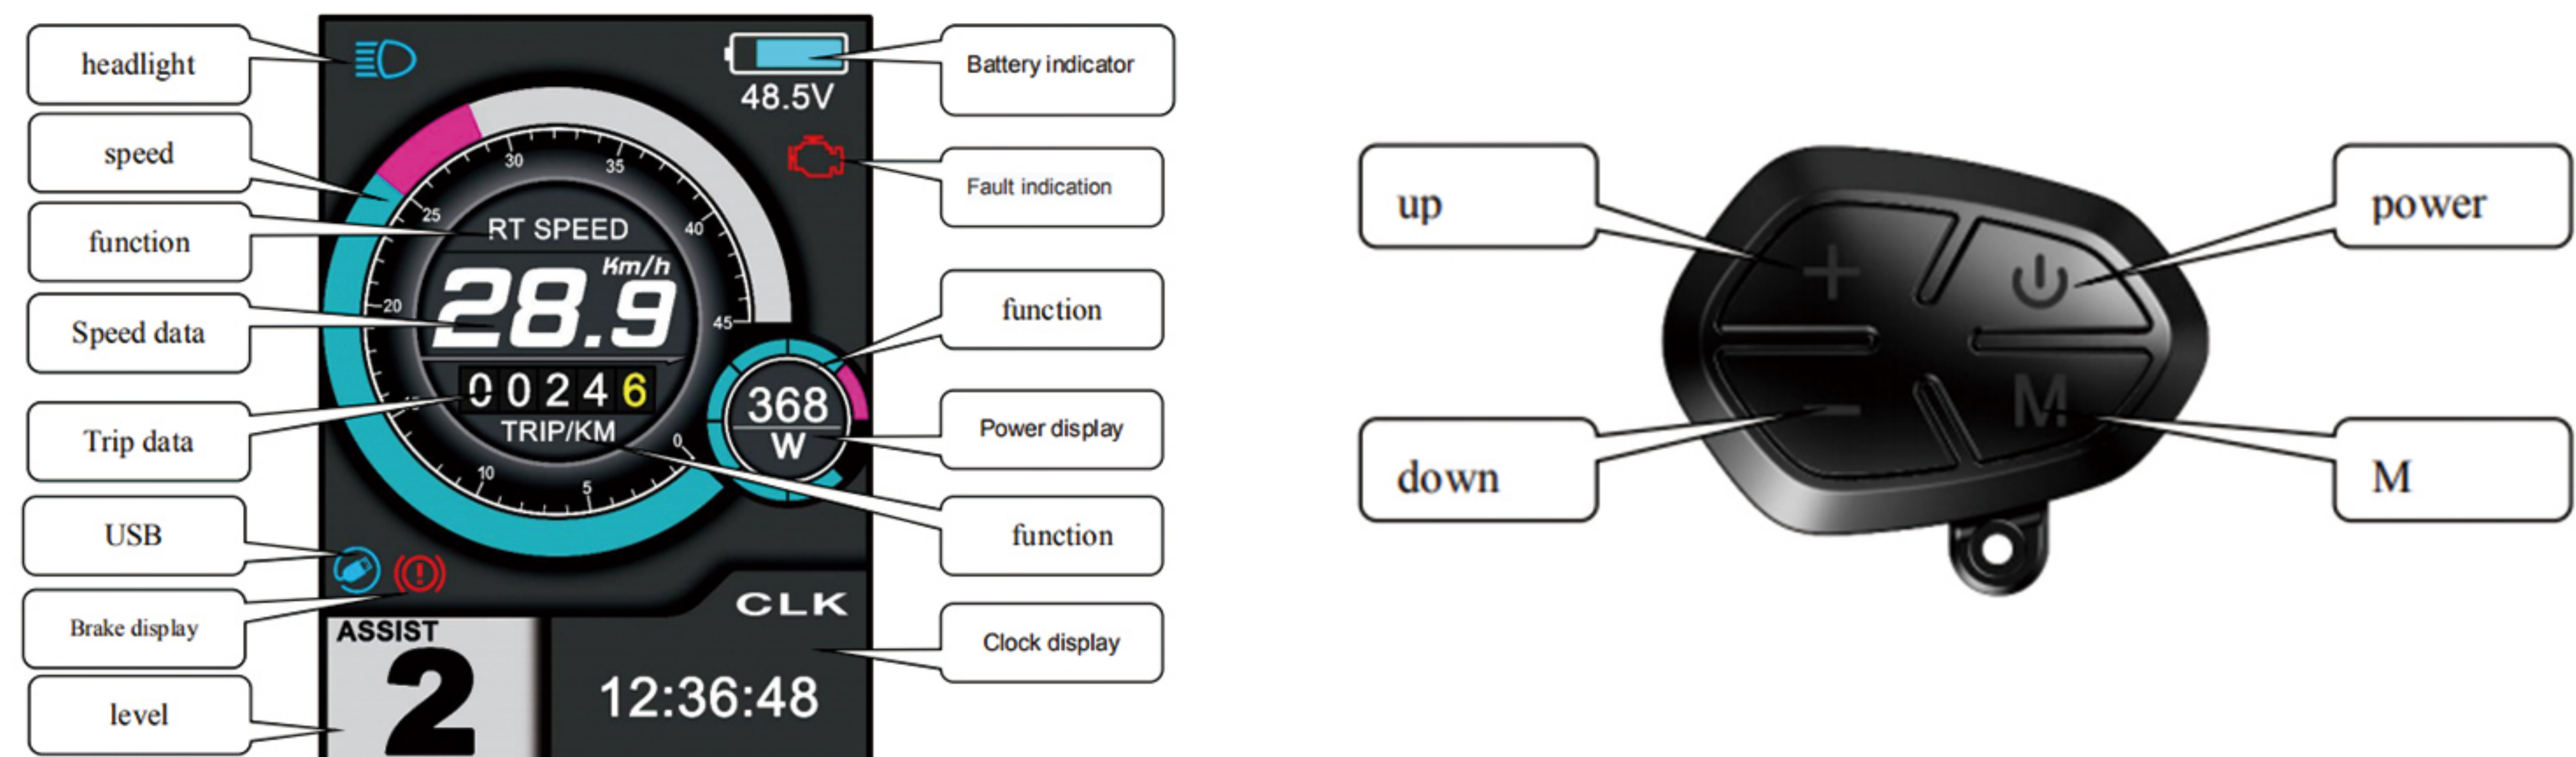 headlight
speed
function
Speed data
Trip data
USB
Brake display
level
48.5V
30
35
25
40
20
45
10
5
0
RT SPEED
Km/h
28.9
00246
TRIP/KM
368
W
CLK
ASSIST
2
12:36:48
Battery indicator
Fault indication
function
Power display
function
Clock display
up
down
M
power
M